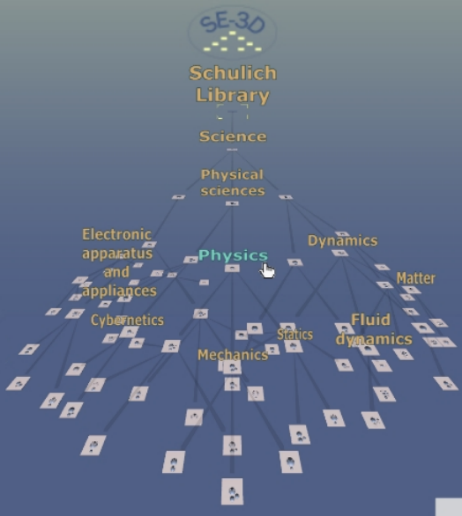 SE-3D
Schulich
Library
Science
Physical
sciences
Physics
Dynamics
Electronic
apparatus
and
appliances
Matter
Cybernetics
Statics
Fluid
dynamics
Mechanics